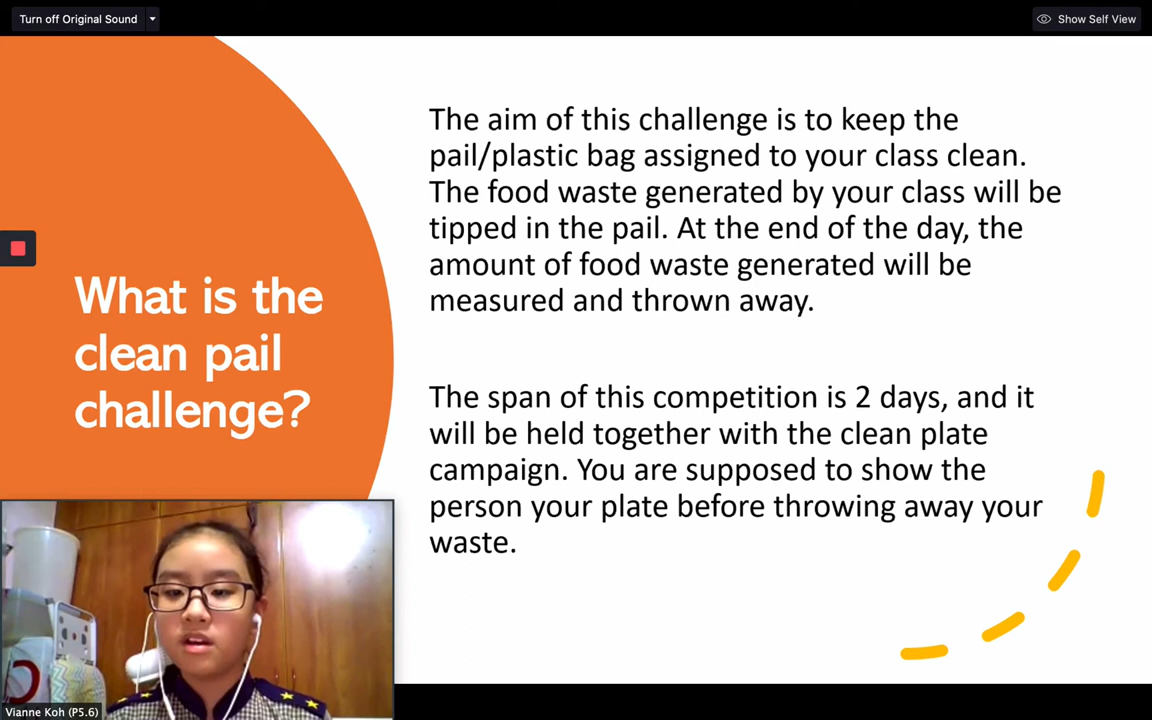 Turn off Original Sound
Show Self View
What is the
clean pail
challenge?
The aim of this challenge is to keep the
pail/plastic bag assigned to your class clean.
The food waste generated by your class will be
tipped in the pail. At the end of the day, the
amount of food waste generated will be
measured and thrown away.
The span of this competition is 2 days, and it
will be held together with the clean plate
campaign. You are supposed to show the
person your plate before throwing away your
waste.
Vianne Koh (P5.6)